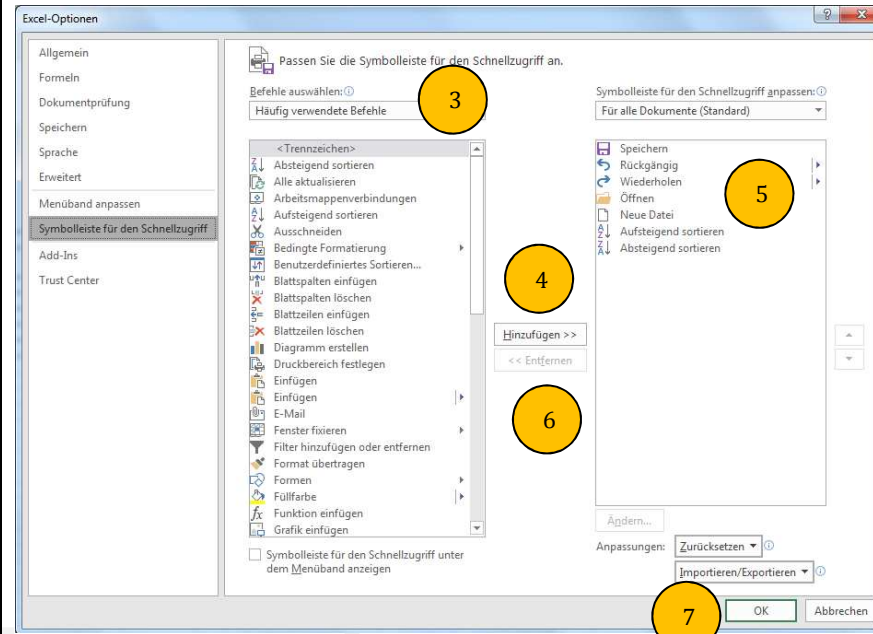 Excel-Optionen
Allgemein
Formeln
Dokumentprüfung
Speichern
Sprache
Erweitert
Menüband anpassen
Symbolleiste für den Schnellzugriff
Add-Ins
Trust Center
Passen Sie die Symbolleiste für den Schnellzugriff an.
Befehle auswählen:
Häufig verwendete Befehle
3
<Trennzeichen>
Absteigend sortieren
Alle aktualisieren
Arbeitsmappenverbindungen
Aufsteigend sortieren
Ausschneiden
Bedingte Formatierung
Benutzerdefiniertes Sortieren...
Blattspalten einfügen
Blattspalten löschen
Blattzeilen einfügen
Blattzeilen löschen
Diagramm erstellen
Druckbereich festlegen
Einfügen
Einfügen
E-Mail
Fenster fixieren
Filter hinzufügen oder entfernen
Format übertragen
Formen
Füllfarbe
Funktion einfügen
Grafik einfügen
Symbolleiste für den Schnellzugriff unter
dem Menüband anzeigen
4
Hinzufügen >>
<< Entfernen
6
Symbolleiste für den Schnellzugriff anpassen:
Für alle Dokumente (Standard)
Speichern
Rückgängig
Wiederholen
Öffnen
Neue Datei
Aufsteigend sortieren
Absteigend sortieren
5
Ändern...
Anpassungen: Zurücksetzen
Importieren/Exportieren
7
OK
Abbrechen